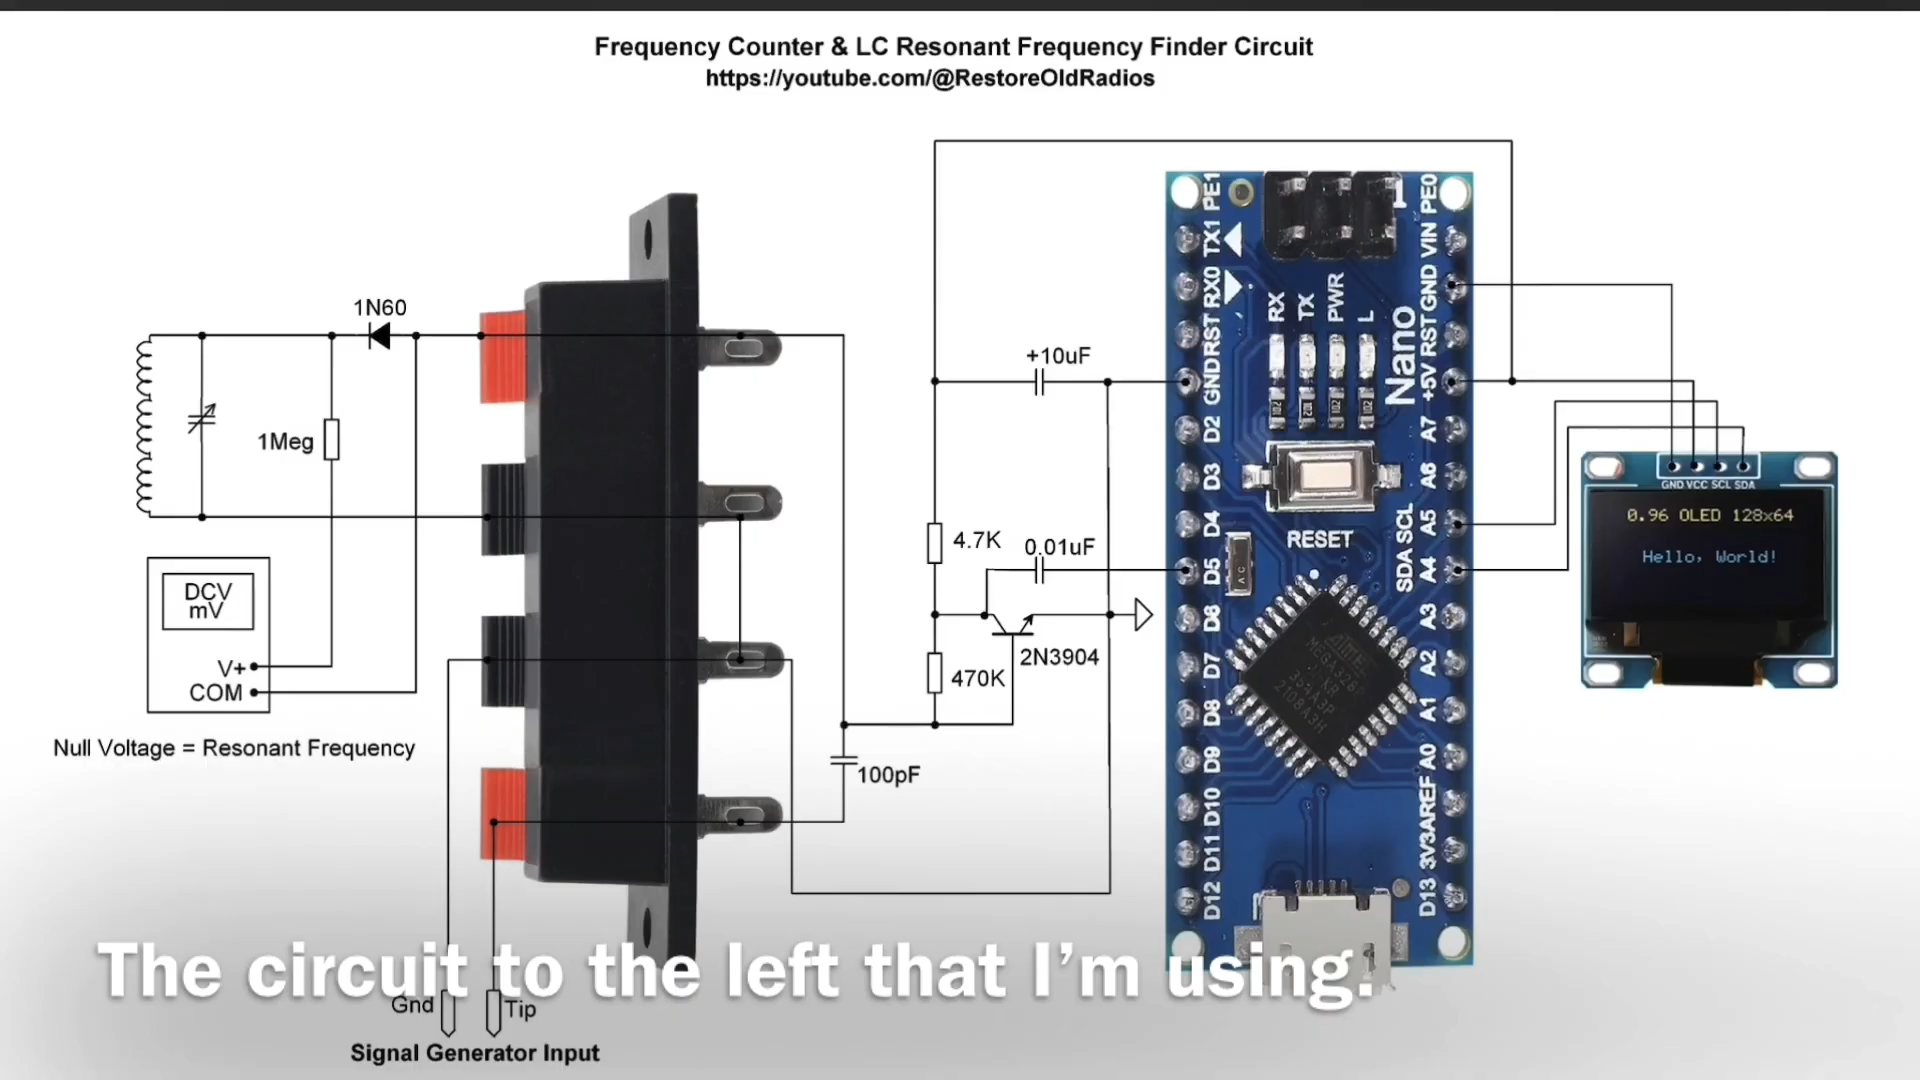 Frequency Counter & LC Resonant Frequency Finder Circuit
https://youtube.com/@RestoreOldRadios
1N60
1Meg
DCV
mV
V+
COM
Null Voltage = Resonant Frequency
+10uF
4.7K
0.01uF
2N3904
470K
100pF
PE1
TX1
RX0
RST
GND
D2
D3
D4
D5
D6
D7
D8
D9
D10
D11
D12
RX
TX
PWR
L
Nano
RESET
SDA SCL
PE0
VIN
GND
RST
+5V
A7
A6
A5
A4
A3
A2
A1
A0
AREF
3V3
D13
GND VCC SCL SDA
0.96 OLED 128x64
Hello, World!
The circuit to the left that I'm using.
Gnd
Tip
Signal Generator Input